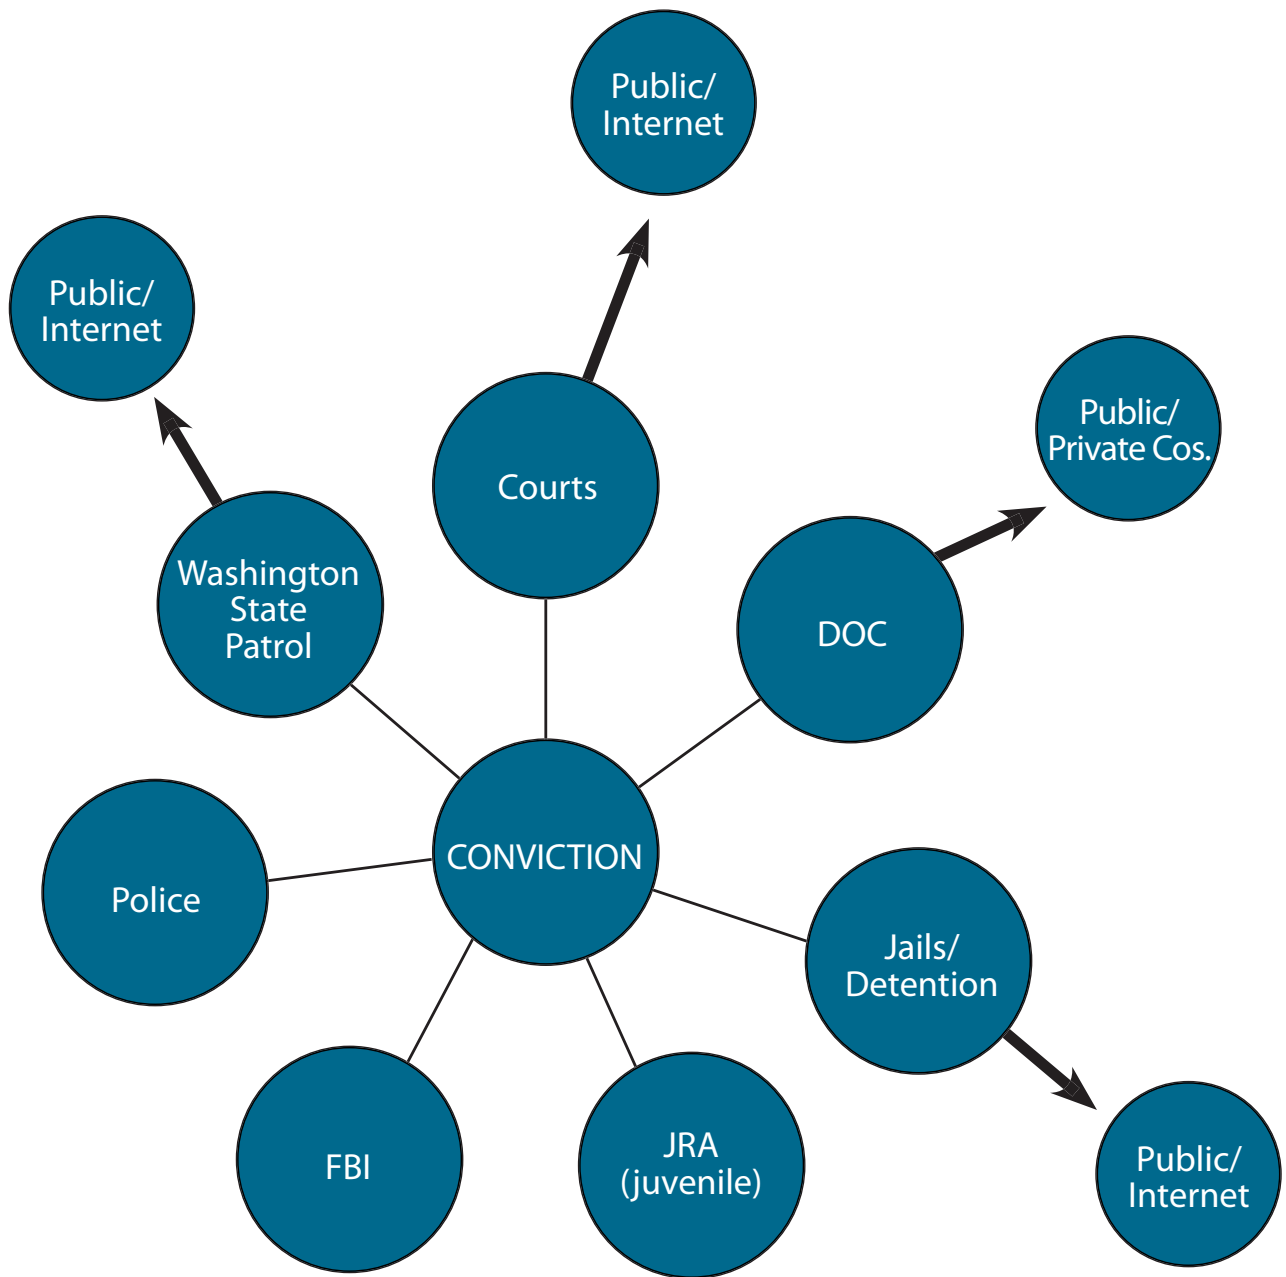 Public/
Internet
Public/
Internet
Public/
Private Cos.
Courts
Washington
State
Patrol
DOC
CONVICTION
Police
Jails/
Detention
FBI
JRA
(juvenile)
Public/
Internet